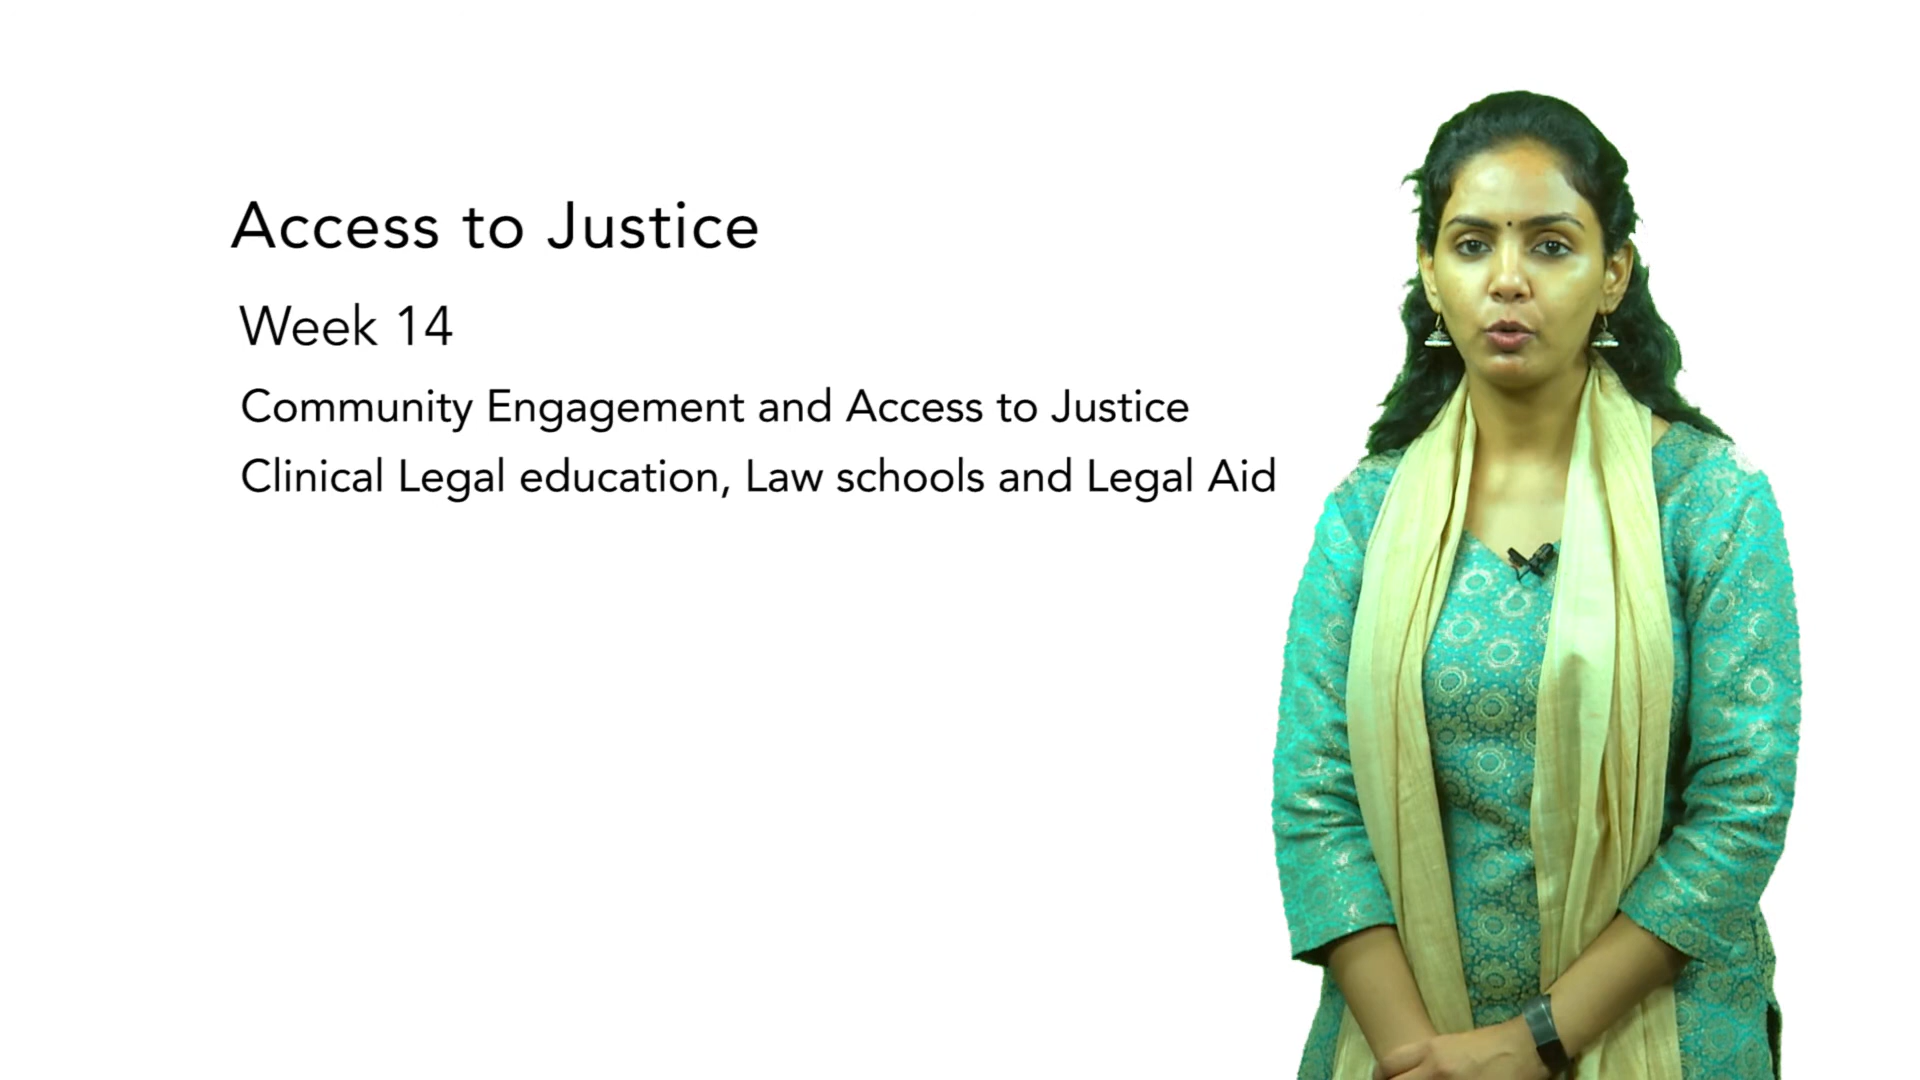 Access to Justice
Week 14
Community Engagement and Access to Justice
Clinical Legal education, Law schools and Legal Aid